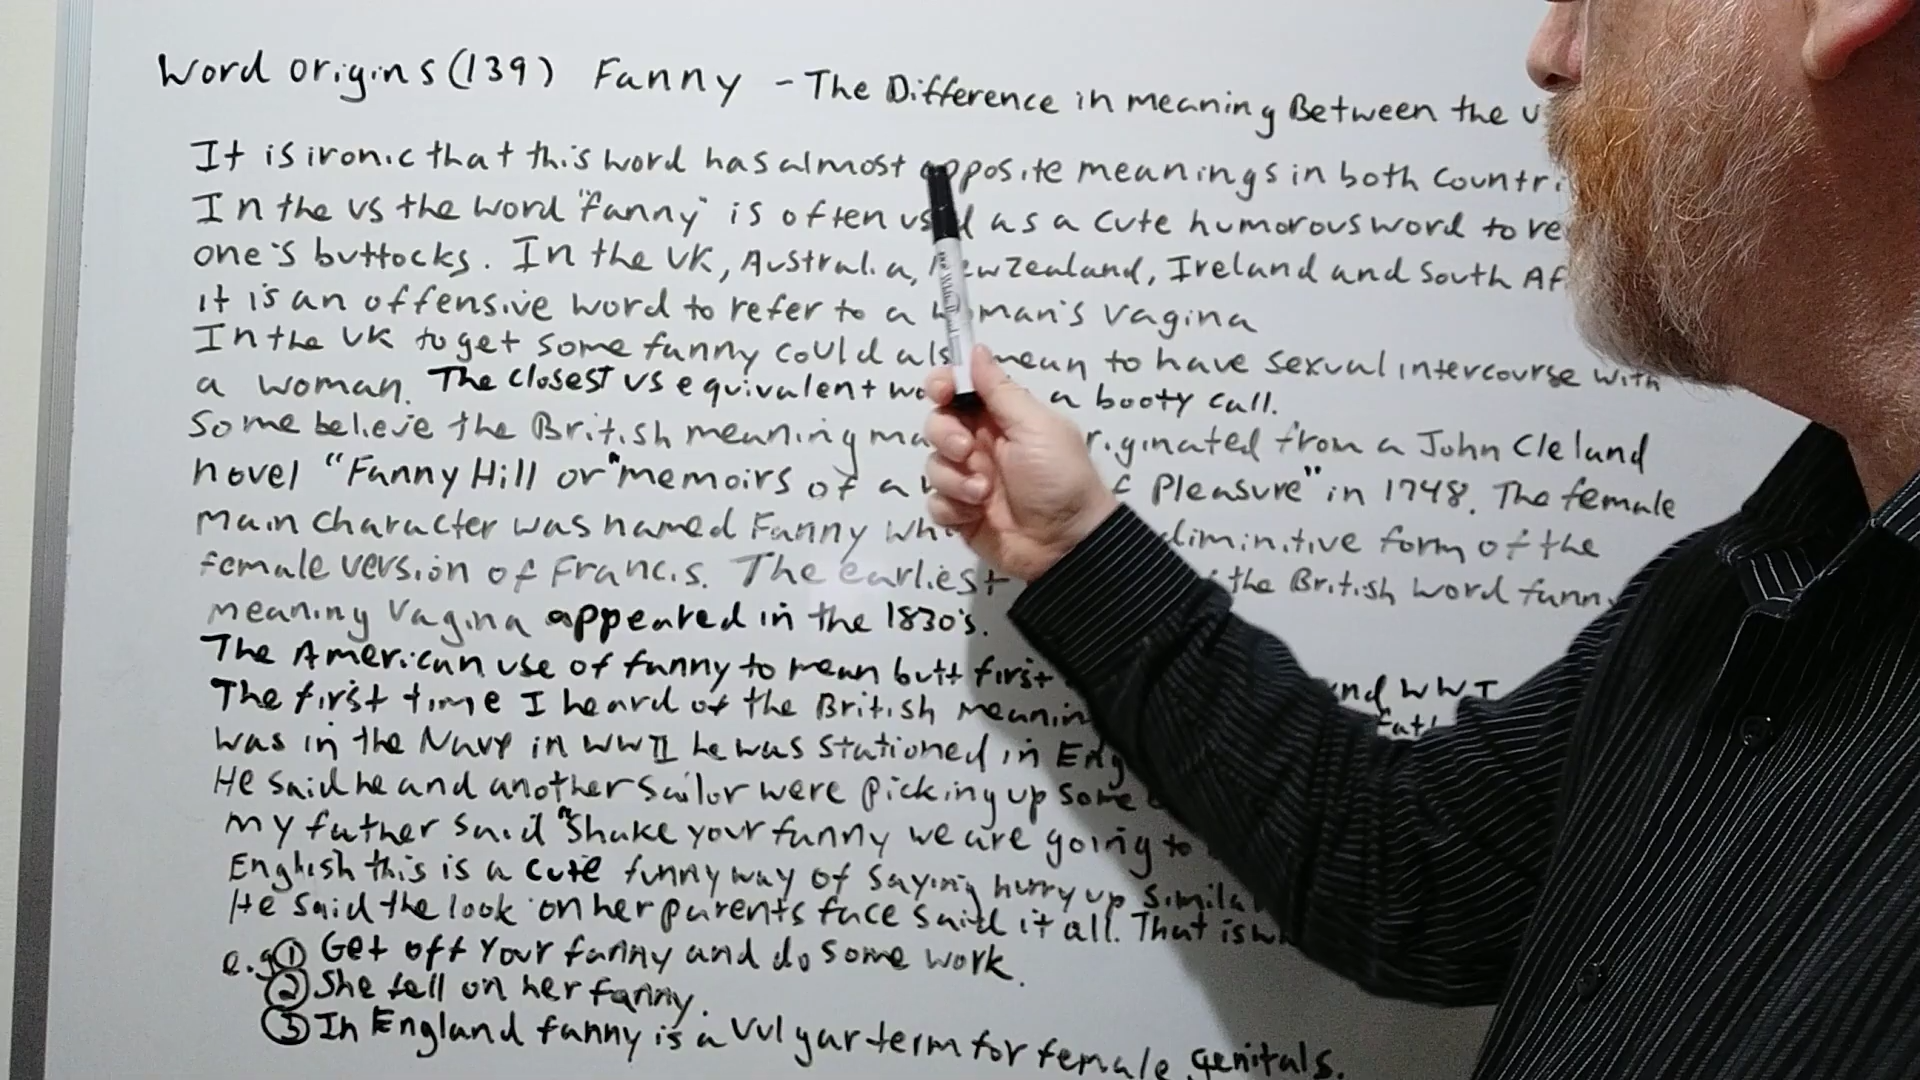 Word Origins (139) Fanny - The Difference in meaning Between the
It is ironic that this word has almost opposite meanings in both
In the US the word "fanny" is often used as a cute humorous word to
one's buttocks. In the UK, Australia, New Zealand, Ireland and South
it is an offensive word to refer to a woman's vagina
In the UK to get some fanny could also mean to have sexual intercourse with
a woman. The closest US equivalent a booty call.
Some believe the British meaning from a John Cleland
novel "Fanny Hill or "memoirs of a Pleasure" in 1748. The female
main character was named Fanny diminitive form of the
female version of Francis. The earliest the British word fanny
meaning vagina appeared in the 1830's.
The American use of fanny to mean butt first WWI
The first time I heard of the British
was in the Navy in WWII he was stationed in
He said he and another sailor were picking up some
my father said "Shake your fanny we are going to
English this is a cute funny way of saying hurry up
He said the look on her parents face said it all. That is
e.g ① Get off your fanny and do some work.
② She fell on her fanny.
③ In England fanny is a vulgar term for female genitals.